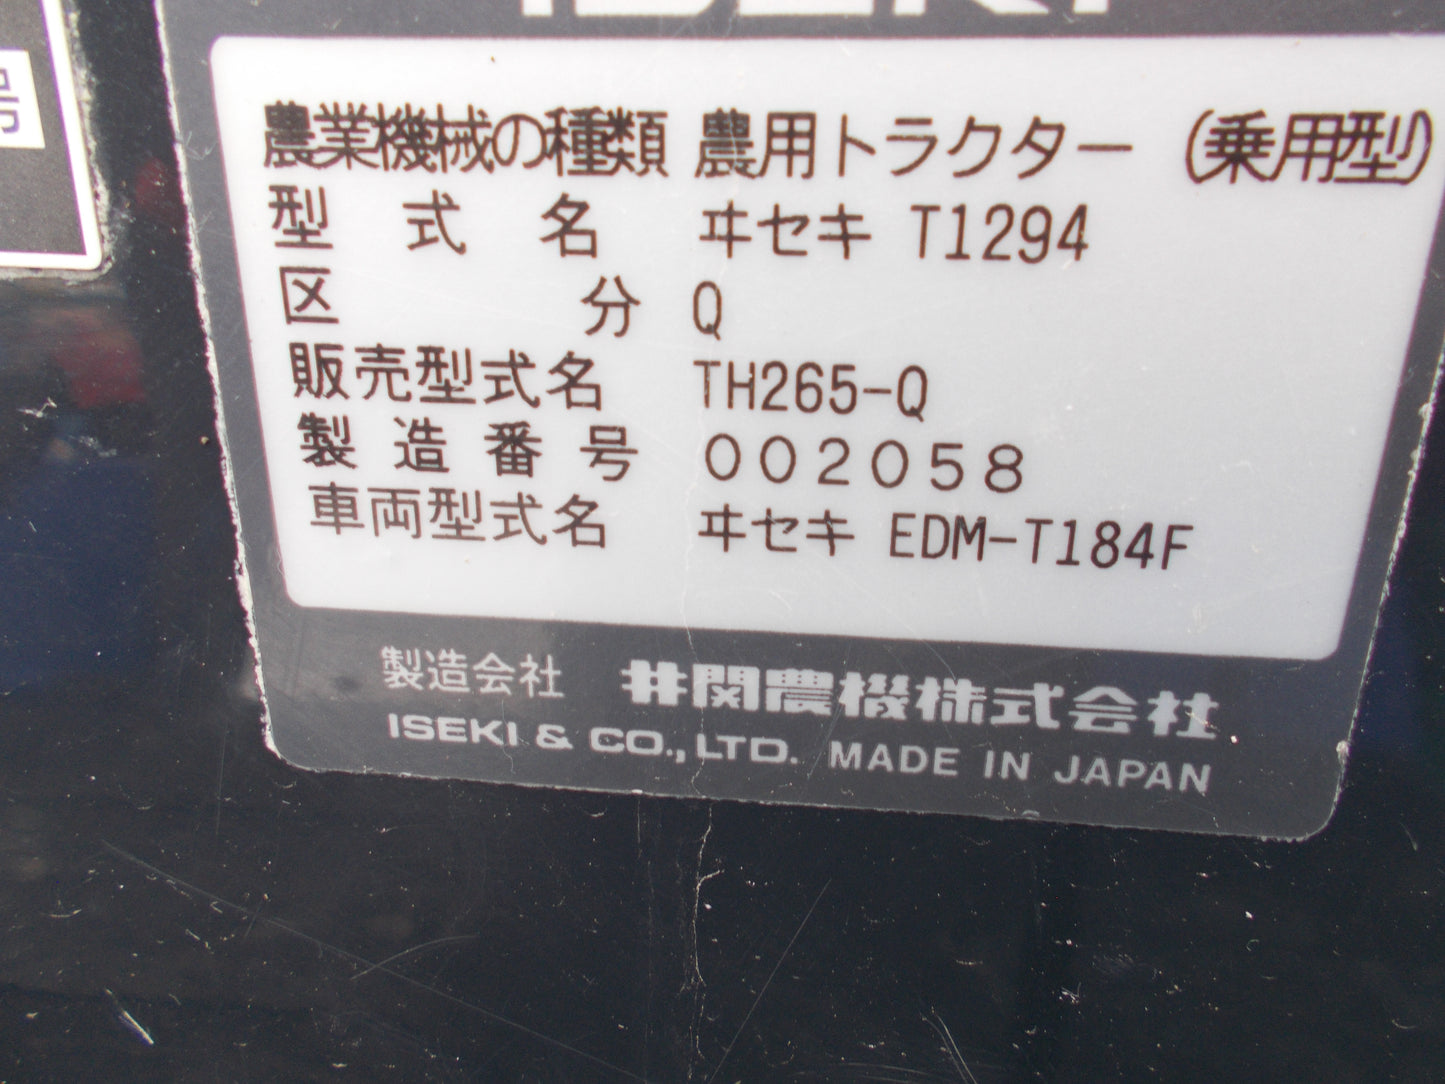 ISEKI
号
農業機械の種類 農用トラクター (乗用型)
型式名 ヰセキ T1294
区分 Q
販売型式名 TH265-Q
製造番号 002058
車両型式名 ヰセキ EDM-T184F
製造会社 井関農機株式会社
ISEKI & CO., LTD. MADE IN JAPAN